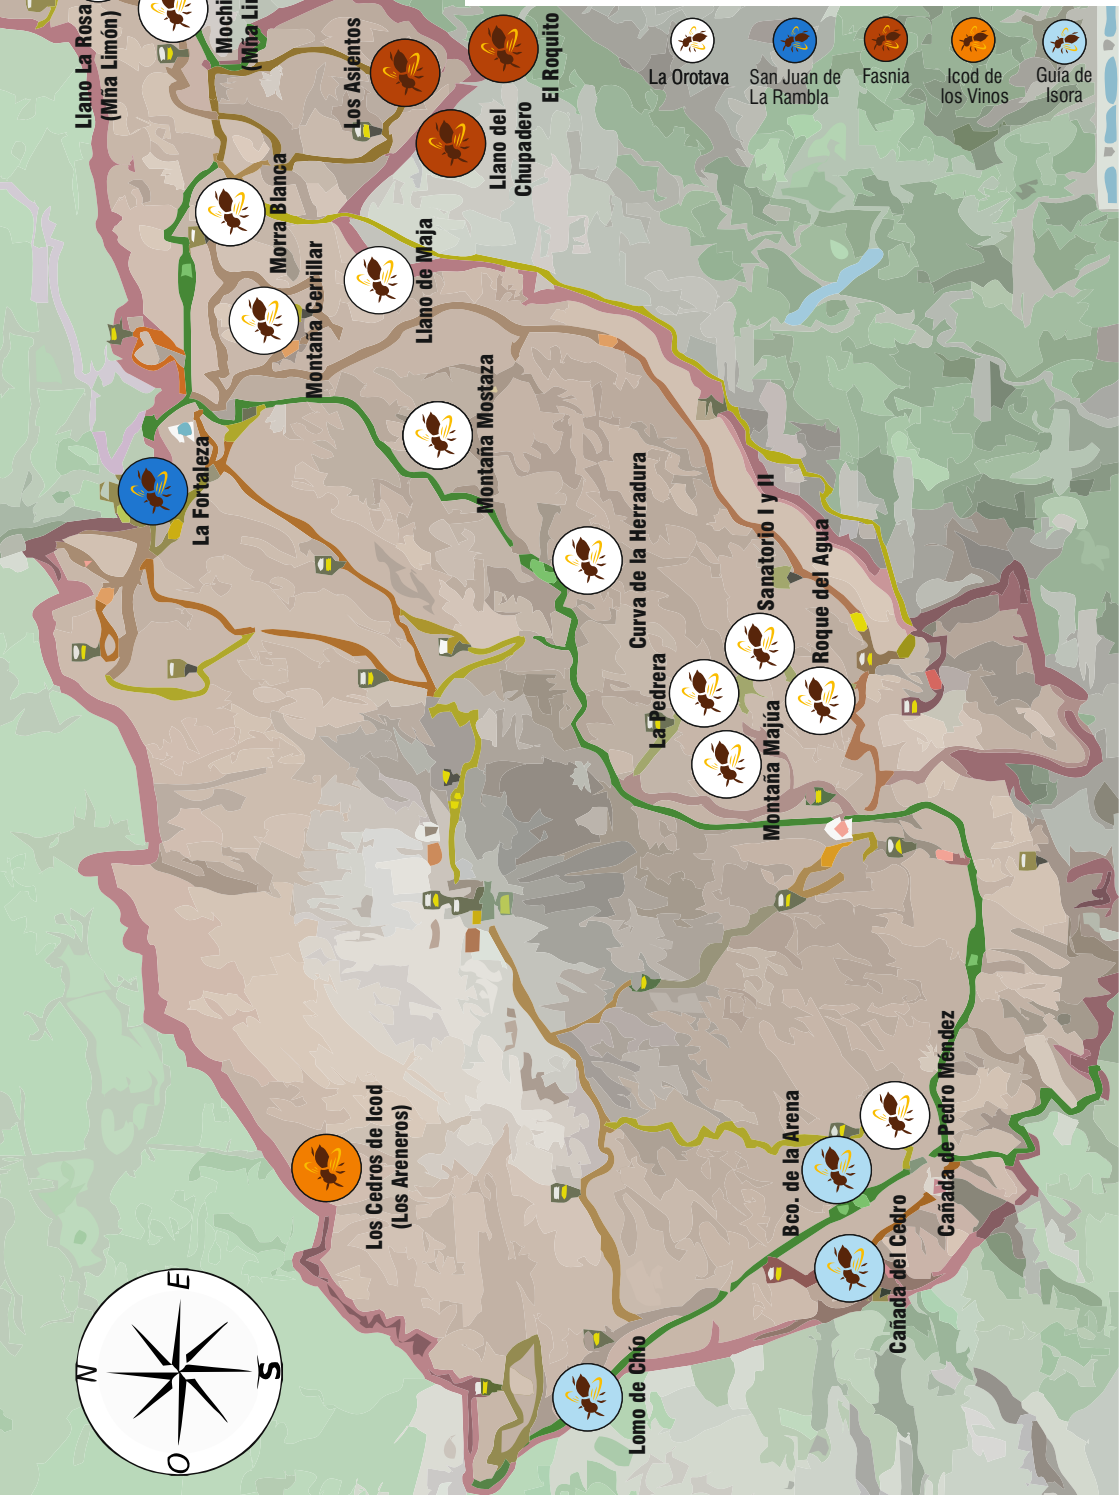 La Orotava
San Juan de
La Rambla
Fasnia
Icod de
los Vinos
Guía de
Isora
Llano La Rosa
(Mña Limón)
Mochi
(Mña Li
Los Asientos
El Roquito
Llano del
Chupadero
Morra Blanca
Llano de Maja
Montaña Cerrillar
Montaña Mostaza
La Fortaleza
Curva de la Herradura
Sanatorio I y II
Roque del Agua
La Pedrera
Montaña Majúa
Cañada de Pedro Méndez
Bco. de la Arena
Cañada del Cedro
Los Cedros de Icod
(Los Areneros)
Lomo de Chío
N
E
S
O